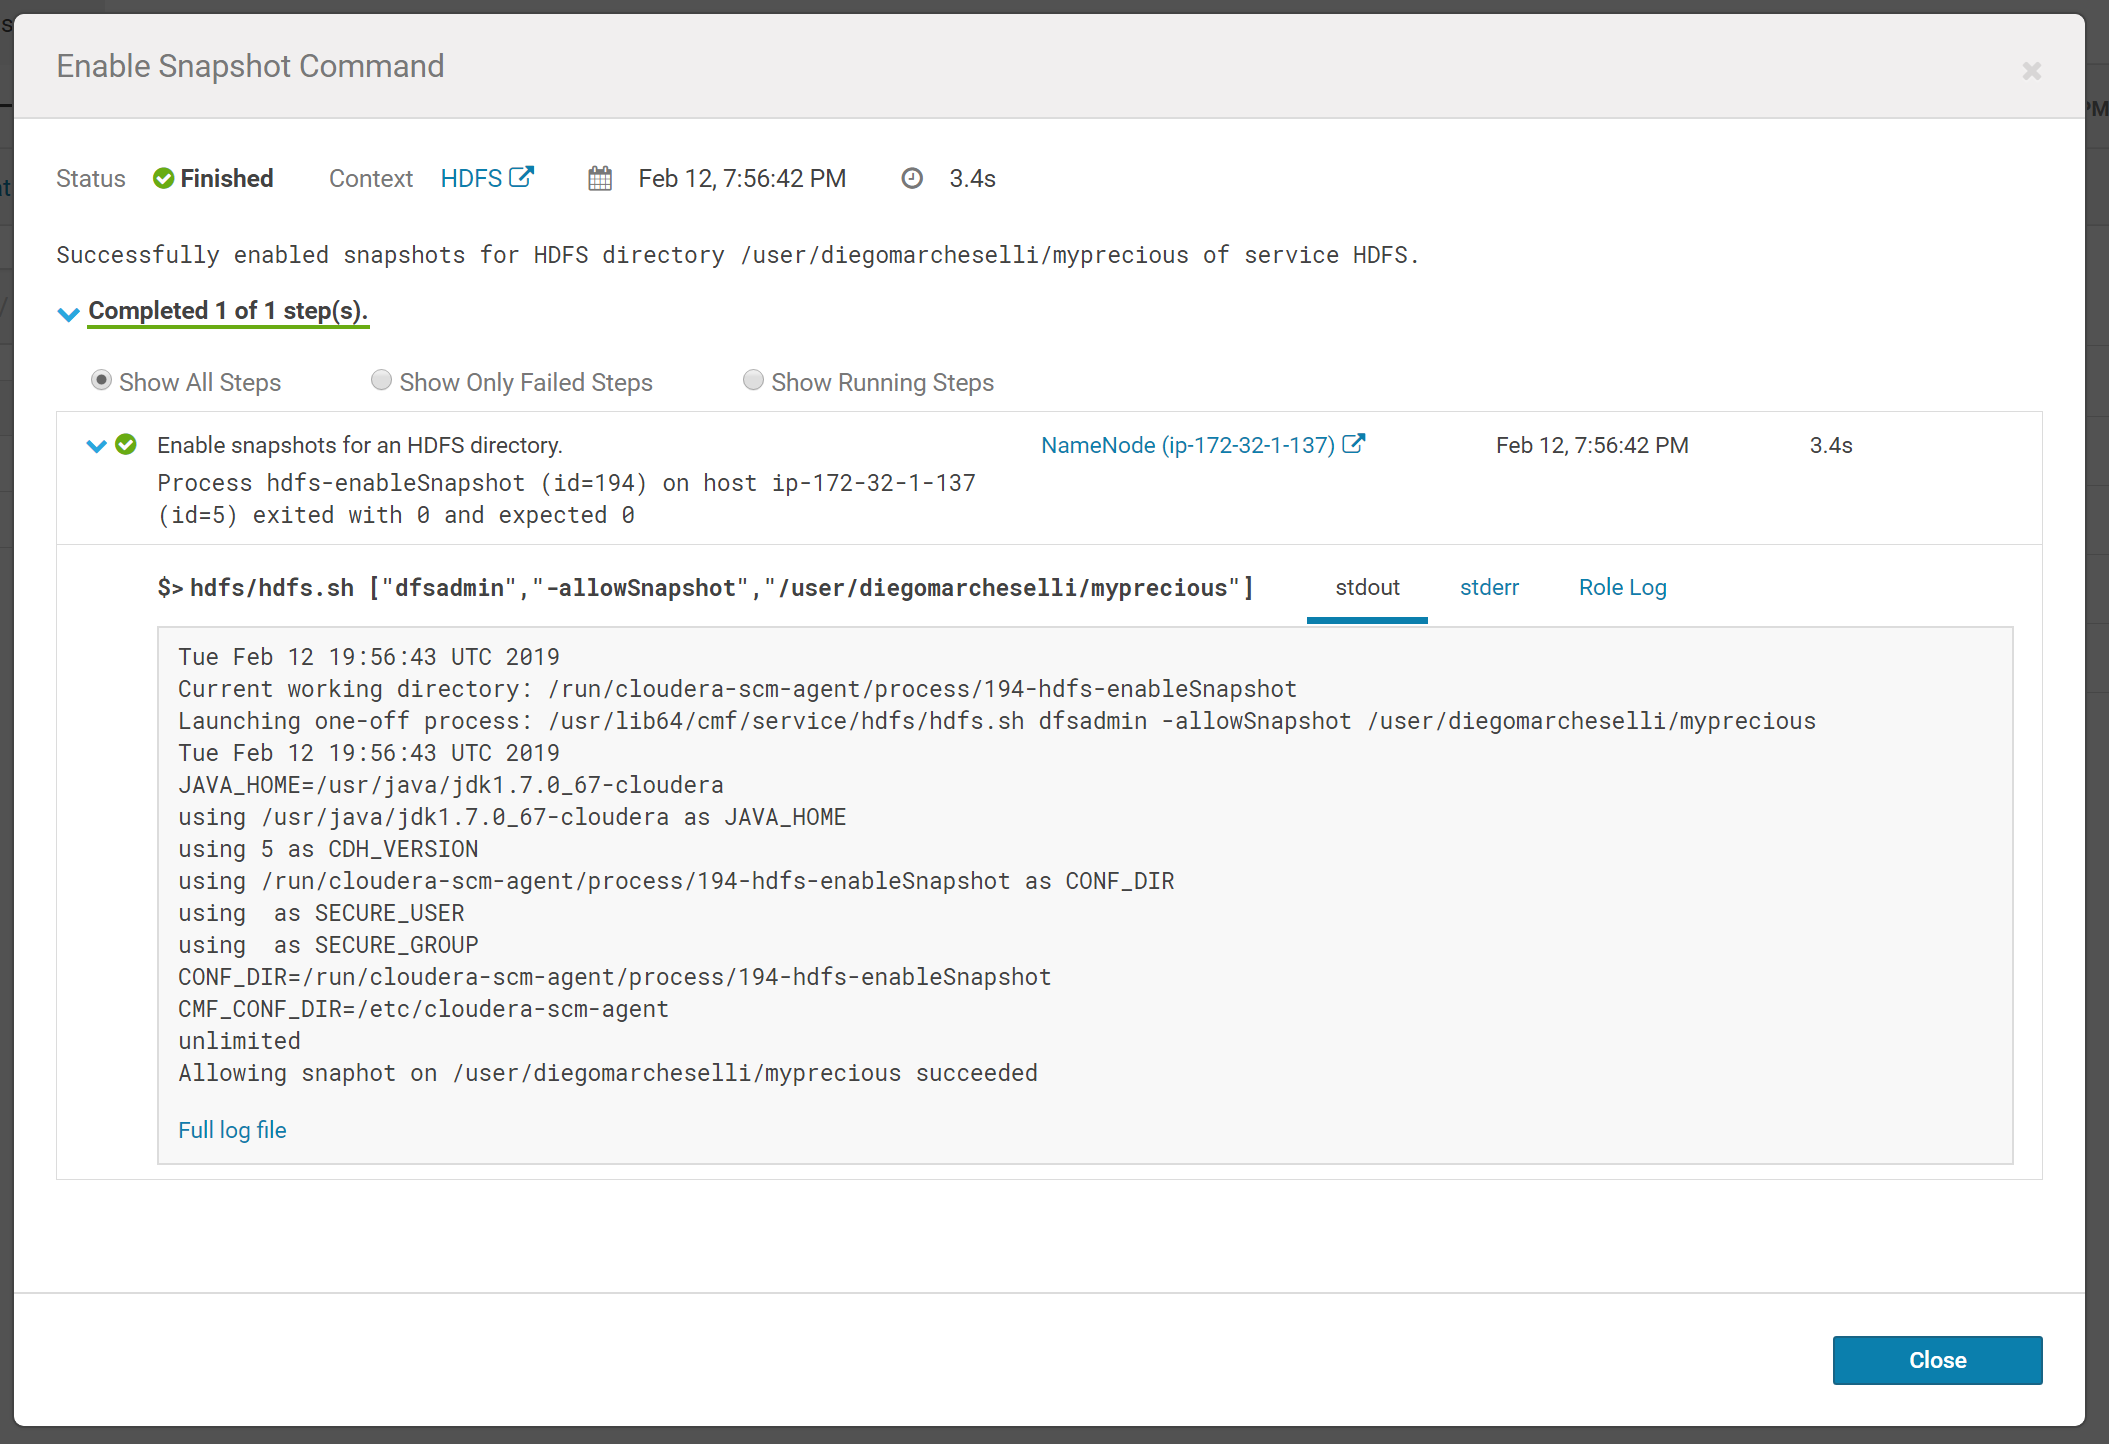 Enable Snapshot Command
Status Finished Context HDFS Feb 12, 7:56:42 PM 3.4s
Successfully enabled snapshots for HDFS directory /user/diegomarcheselli/myprecious of service HDFS.
Completed 1 of 1 step(s).
Show All Steps Show Only Failed Steps Show Running Steps
Enable snapshots for an HDFS directory. NameNode (ip-172-32-1-137) Feb 12, 7:56:42 PM 3.4s
Process hdfs-enableSnapshot (id=194) on host ip-172-32-1-137
(id=5) exited with 0 and expected 0
$> hdfs/hdfs.sh ["dfsadmin","-allowSnapshot","/user/diegomarcheselli/myprecious"] stdout stderr Role Log
Tue Feb 12 19:56:43 UTC 2019
Current working directory: /run/cloudera-scm-agent/process/194-hdfs-enableSnapshot
Launching one-off process: /usr/lib64/cmf/service/hdfs/hdfs.sh dfsadmin -allowSnapshot /user/diegomarcheselli/myprecious
Tue Feb 12 19:56:43 UTC 2019
JAVA_HOME=/usr/java/jdk1.7.0_67-cloudera
using /usr/java/jdk1.7.0_67-cloudera as JAVA_HOME
using 5 as CDH_VERSION
using /run/cloudera-scm-agent/process/194-hdfs-enableSnapshot as CONF_DIR
using  as SECURE_USER
using  as SECURE_GROUP
CONF_DIR=/run/cloudera-scm-agent/process/194-hdfs-enableSnapshot
CMF_CONF_DIR=/etc/cloudera-scm-agent
unlimited
Allowing snaphot on /user/diegomarcheselli/myprecious succeeded
Full log file
Close